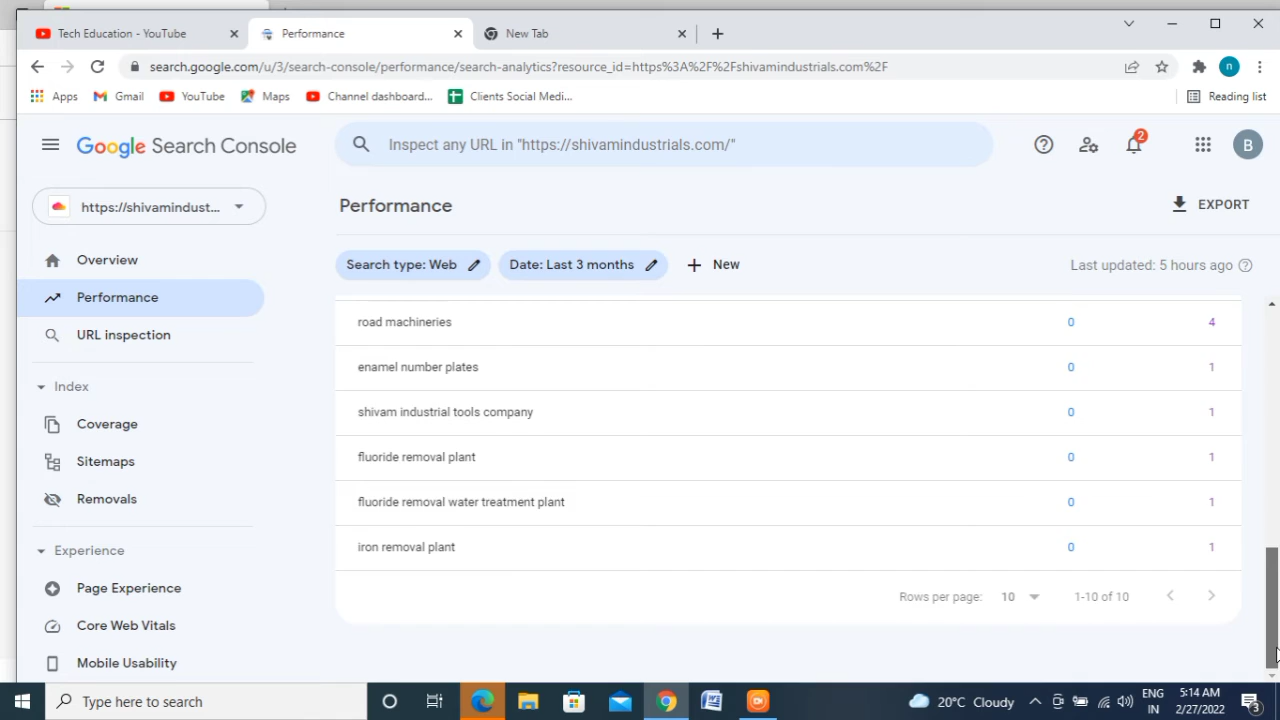 Tech Education - YouTube
Performance
New Tab
search.google.com/u/3/search-console/performance/search-analytics?resource_id=https%3A%2F%2Fshivamindustrials.com%2F
n
Apps
Gmail
YouTube
Maps
Channel dashboard...
Clients Social Medi...
Reading list
Google Search Console
Inspect any URL in "https://shivamindustrials.com/"
2
B
https://shivamindust...
Performance
EXPORT
Overview
Performance
URL inspection
Index
Coverage
Sitemaps
Removals
Experience
Page Experience
Core Web Vitals
Mobile Usability
Search type: Web
Date: Last 3 months
New
Last updated: 5 hours ago
road machineries 0 4
enamel number plates 0 1
shivam industrial tools company 0 1
fluoride removal plant 0 1
fluoride removal water treatment plant 0 1
iron removal plant 0 1
Rows per page: 10 1-10 of 10
Type here to search
20°C Cloudy
ENG
IN
5:14 AM
2/27/2022
3